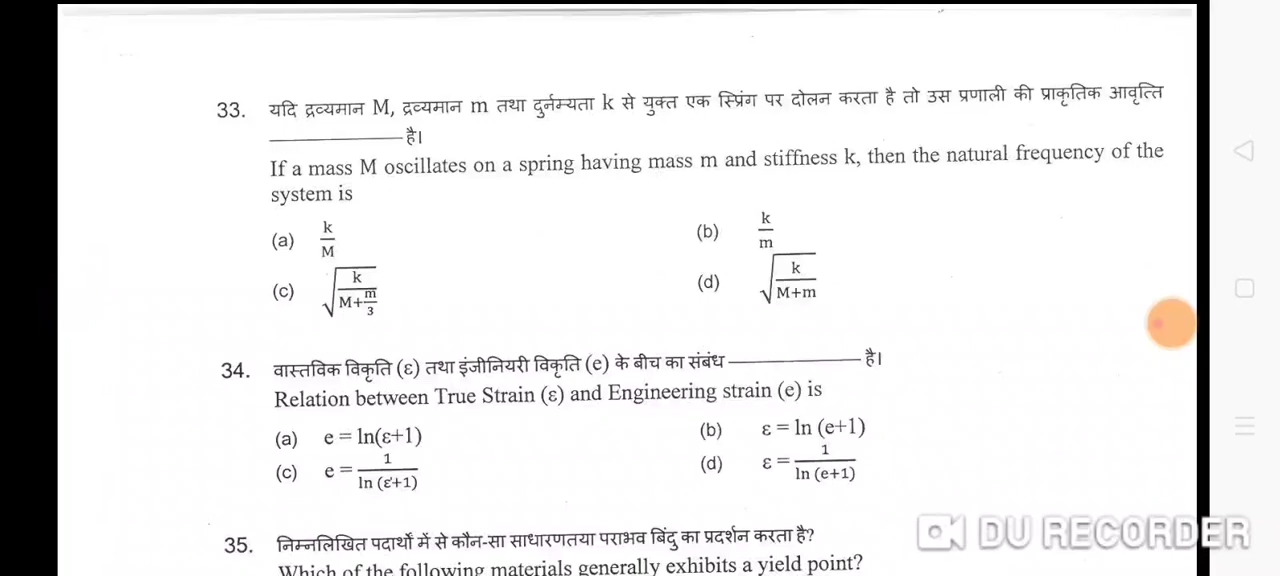 33. यदि द्रव्यमान M, द्रव्यमान m तथा दुर्नम्यता k से युक्त एक स्प्रिंग पर दोलन करता है तो उस प्रणाली की प्राकृतिक आवृत्ति
____________ है।
If a mass M oscillates on a spring having mass m and stiffness k, then the natural frequency of the
system is
(a) k/M (b) k/m
(c) √(k/(M+m/3)) (d) √(k/(M+m))
34. वास्तविक विकृति (ε) तथा इंजीनियरी विकृति (e) के बीच का संबंध ____________ है।
Relation between True Strain (ε) and Engineering strain (e) is
(a) e = ln(ε+1) (b) ε = ln (e+1)
(c) e = 1/ln (ε+1) (d) ε = 1/ln (e+1)
35. निम्नलिखित पदार्थों में से कौन-सा साधारणतया पराभव बिंदु का प्रदर्शन करता है?
Which of the following materials generally exhibits a yield point?
DU RECORDER